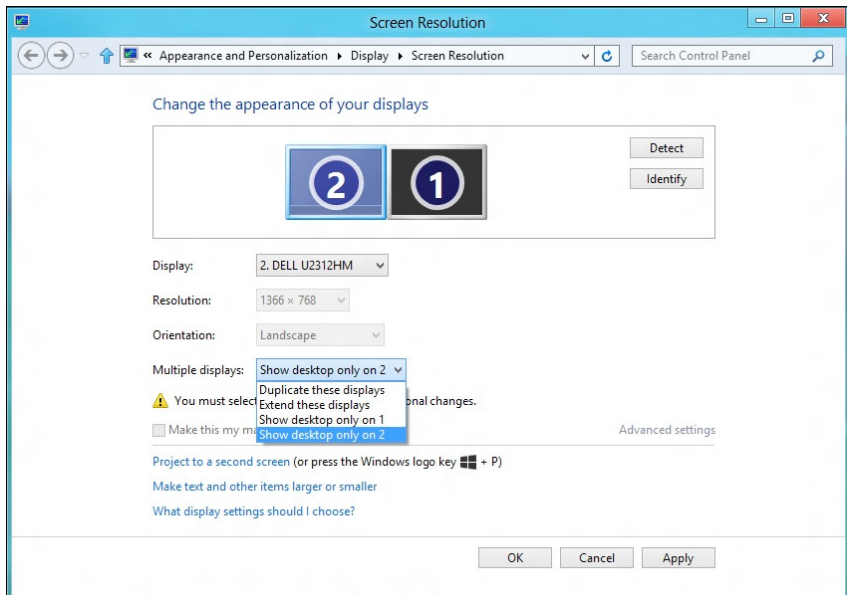 Screen Resolution
« Appearance and Personalization Display Screen Resolution Search Control Panel
Change the appearance of your displays
2 1
Detect
Identify
Display: 2. DELL U2312HM
Resolution: 1366 × 768
Orientation: Landscape
Multiple displays: Show desktop only on 2
Duplicate these displays
You must select onal changes.
Extend these displays
Show desktop only on 1
Make this my ma Advanced settings
Show desktop only on 2
Project to a second screen (or press the Windows logo key + P)
Make text and other items larger or smaller
What display settings should I choose?
OK Cancel Apply